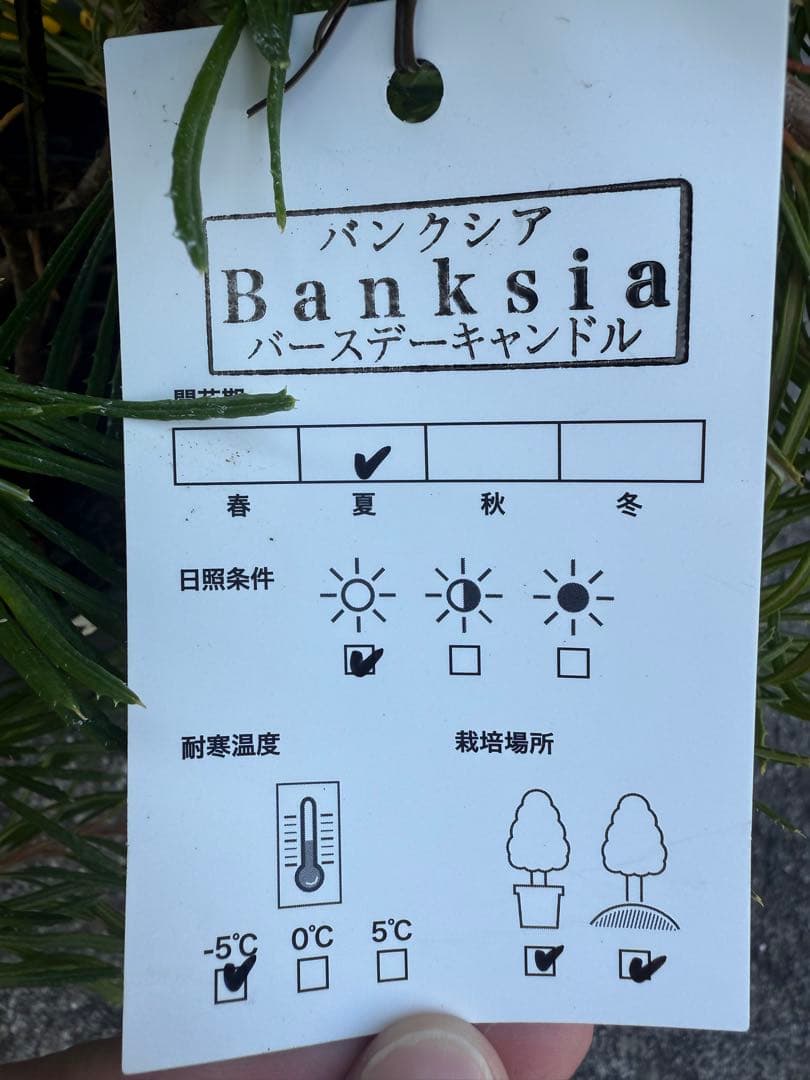 バンクシア
Banksia
バースデーキャンドル
春 夏 秋 冬
日照条件
耐寒温度 栽培場所
-5℃ 0℃ 5℃